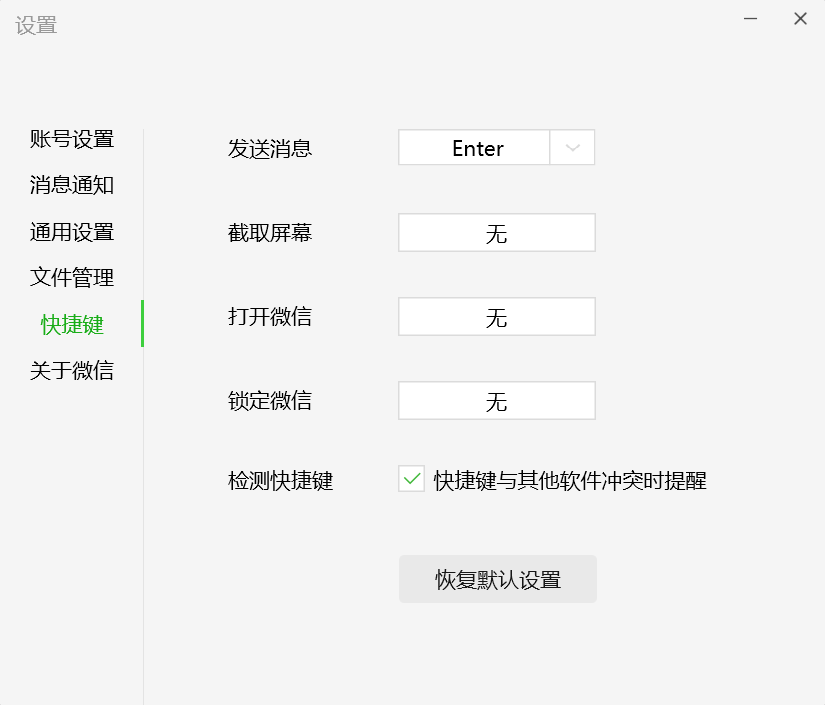 设置
账号设置
消息通知
通用设置
文件管理
快捷键
关于微信
发送消息 Enter
截取屏幕 无
打开微信 无
锁定微信 无
检测快捷键 快捷键与其他软件冲突时提醒
恢复默认设置